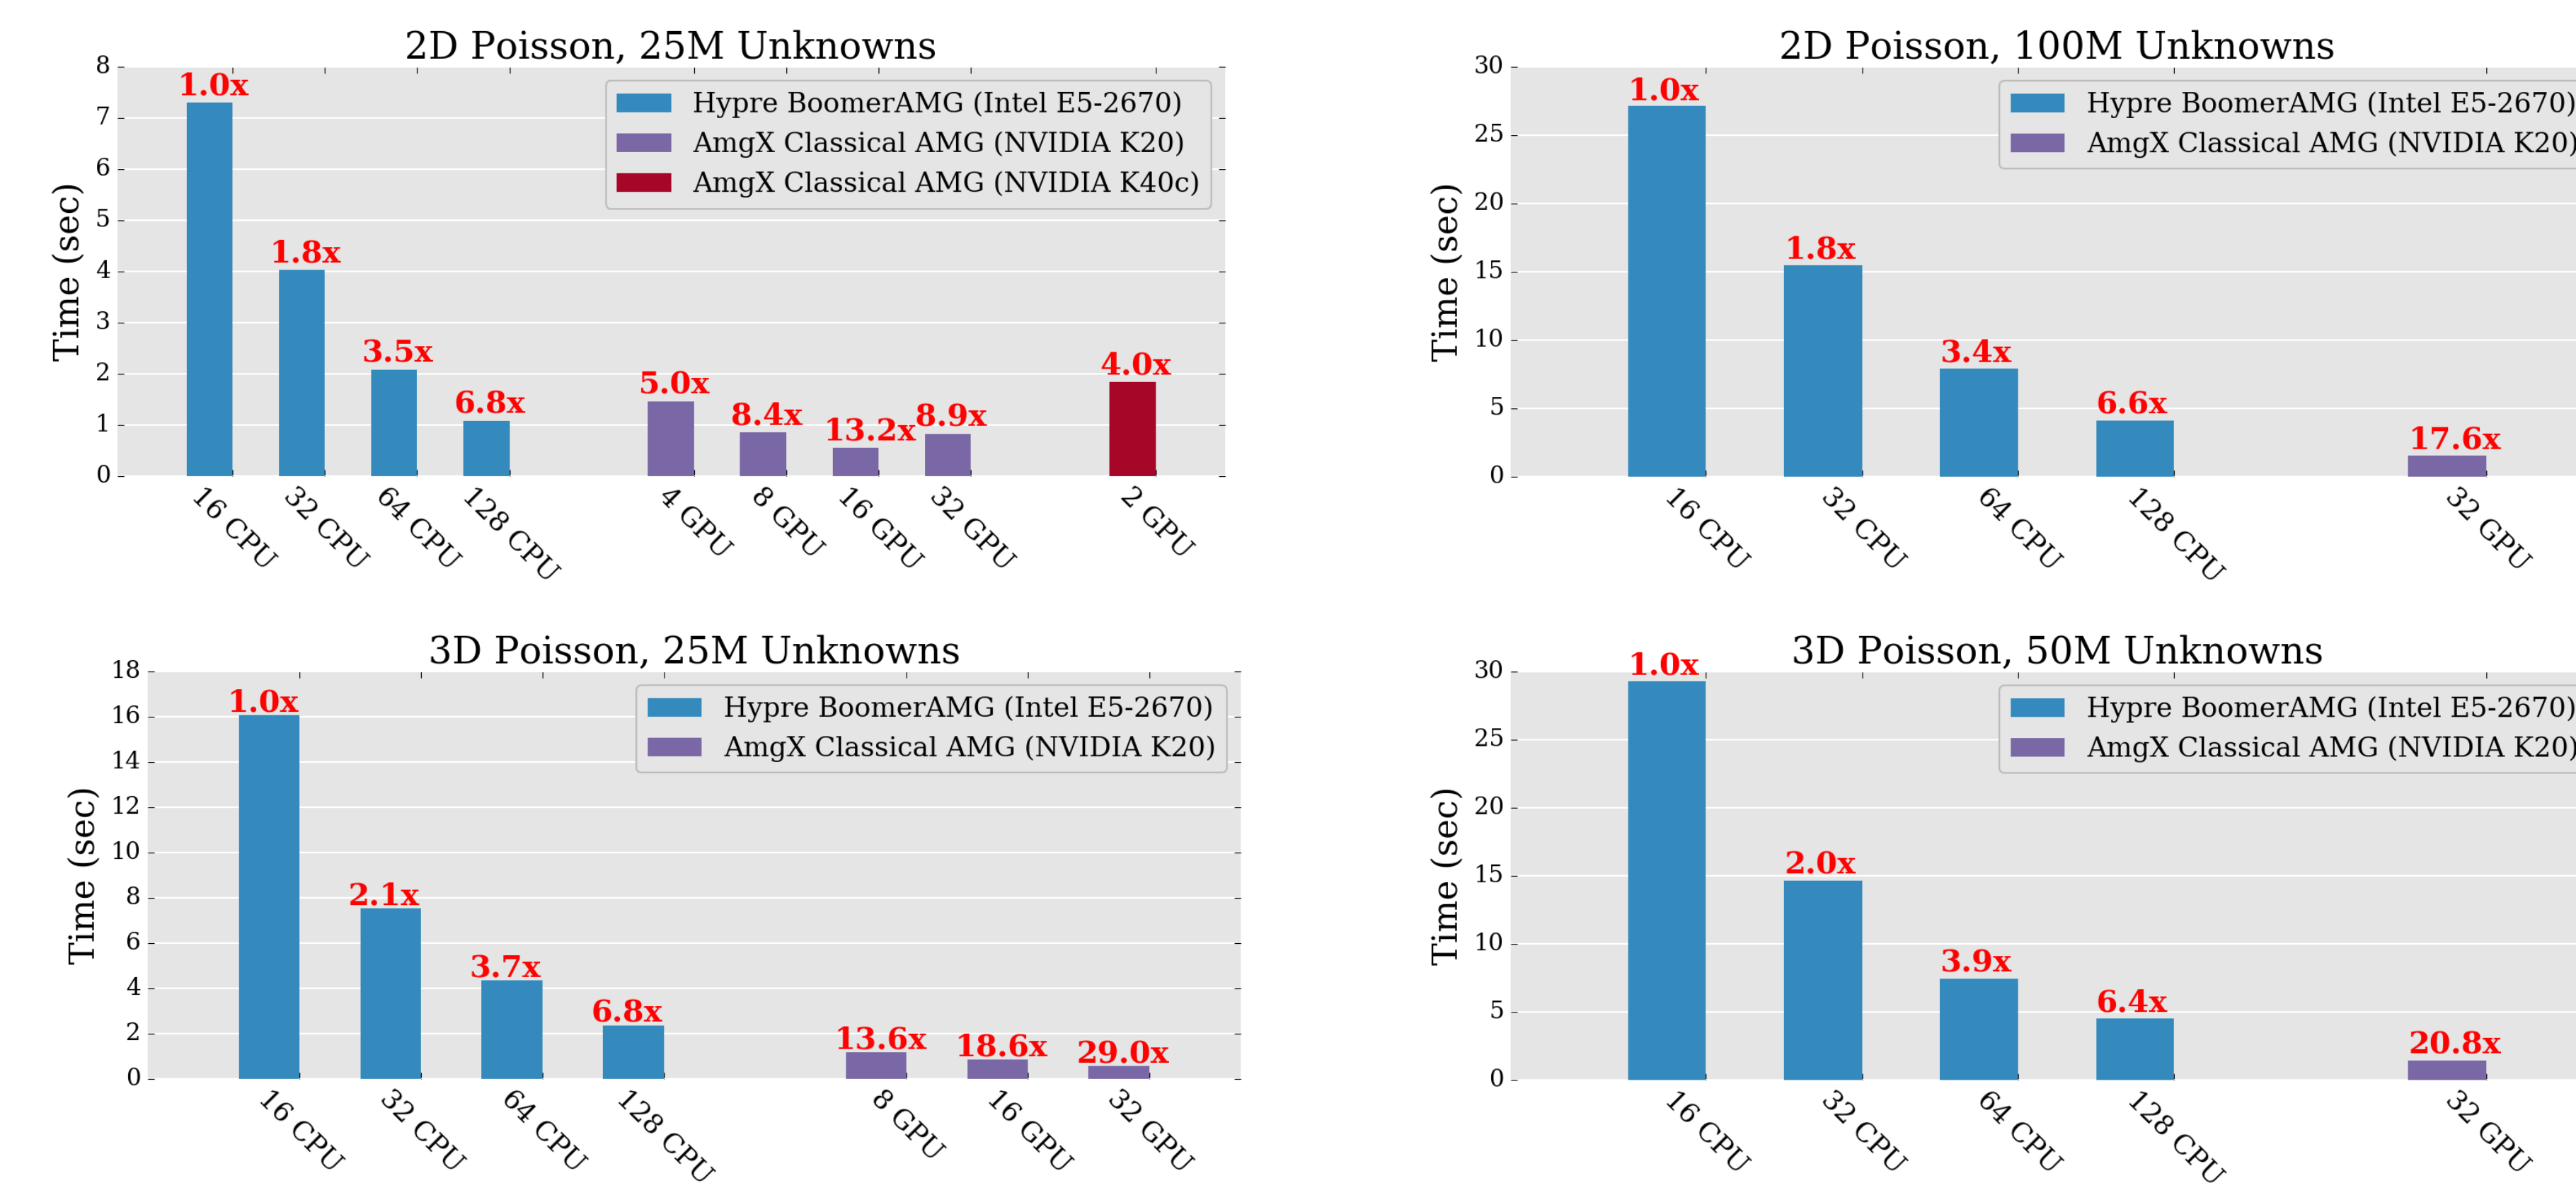 2D Poisson, 25M Unknowns
Time (sec)
8
7
6
5
4
3
2
1
0
1.0x
1.8x
3.5x
6.8x
5.0x
8.4x
13.2x
8.9x
4.0x
Hypre BoomerAMG (Intel E5-2670)
AmgX Classical AMG (NVIDIA K20)
AmgX Classical AMG (NVIDIA K40c)
16 CPU
32 CPU
64 CPU
128 CPU
4 GPU
8 GPU
16 GPU
32 GPU
2 GPU
2D Poisson, 100M Unknowns
Time (sec)
30
25
20
15
10
5
0
1.0x
1.8x
3.4x
6.6x
17.6x
Hypre BoomerAMG (Intel E5-2670)
AmgX Classical AMG (NVIDIA K20)
16 CPU
32 CPU
64 CPU
128 CPU
32 GPU
3D Poisson, 25M Unknowns
Time (sec)
18
16
14
12
10
8
6
4
2
0
1.0x
2.1x
3.7x
6.8x
13.6x
18.6x
29.0x
Hypre BoomerAMG (Intel E5-2670)
AmgX Classical AMG (NVIDIA K20)
16 CPU
32 CPU
64 CPU
128 CPU
8 GPU
16 GPU
32 GPU
3D Poisson, 50M Unknowns
Time (sec)
30
25
20
15
10
5
0
1.0x
2.0x
3.9x
6.4x
20.8x
Hypre BoomerAMG (Intel E5-2670)
AmgX Classical AMG (NVIDIA K20)
16 CPU
32 CPU
64 CPU
128 CPU
32 GPU